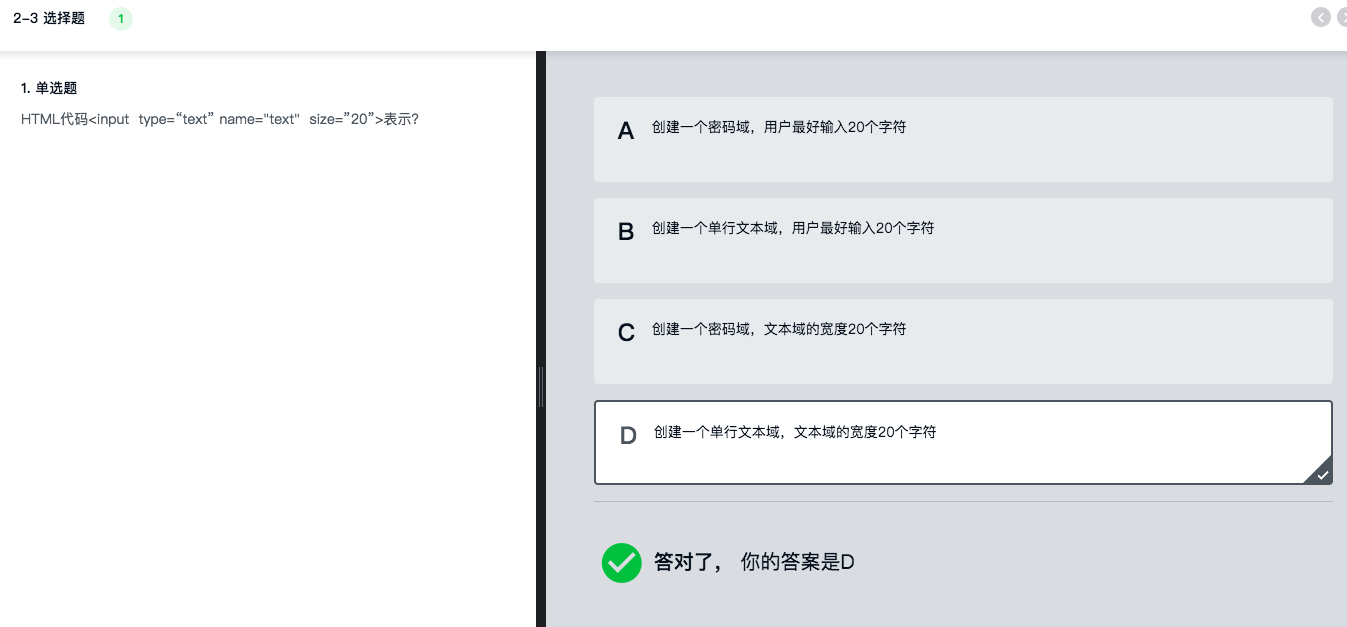 2-3 选择题 1
1. 单选题
HTML代码<input  type=“text” name="text"  size=”20”>表示?
A 创建一个密码域，用户最好输入20个字符
B 创建一个单行文本域，用户最好输入20个字符
C 创建一个密码域，文本域的宽度20个字符
D 创建一个单行文本域，文本域的宽度20个字符
答对了， 你的答案是D